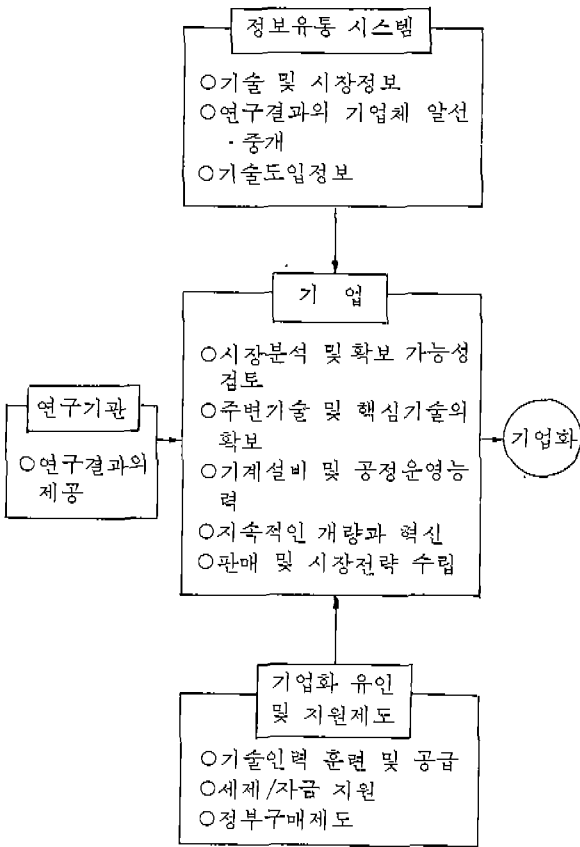 정보유통 시스템
○기술 및 시장정보
○연구결과의 기업체 알선
·중개
○기술도입정보
기 업
○시장분석 및 확보 가능성
검토
○주변기술 및 핵심기술의
확보
○기계설비 및 공정운영능
력
○지속적인 개량과 혁신
○판매 및 시장전략 수립
연구기관
○연구결과의
제공
기업화
기업화 유인
및 지원제도
○기술인력 훈련 및 공급
○세제/자금 지원
○정부구매제도